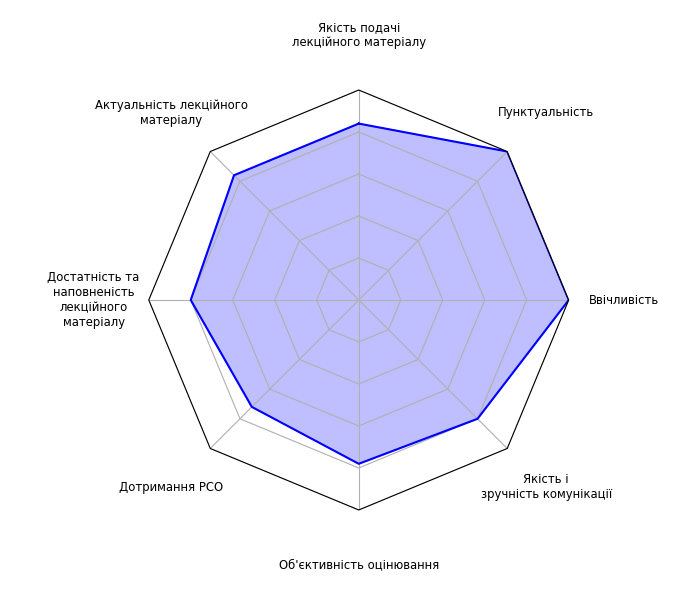 Якість подачі
лекційного матеріалу
Актуальність лекційного
матеріалу
Пунктуальність
Достатність та
наповненість
лекційного
матеріалу
Ввічливість
Дотримання РСО
Якість і
зручність комунікації
Об'єктивність оцінювання